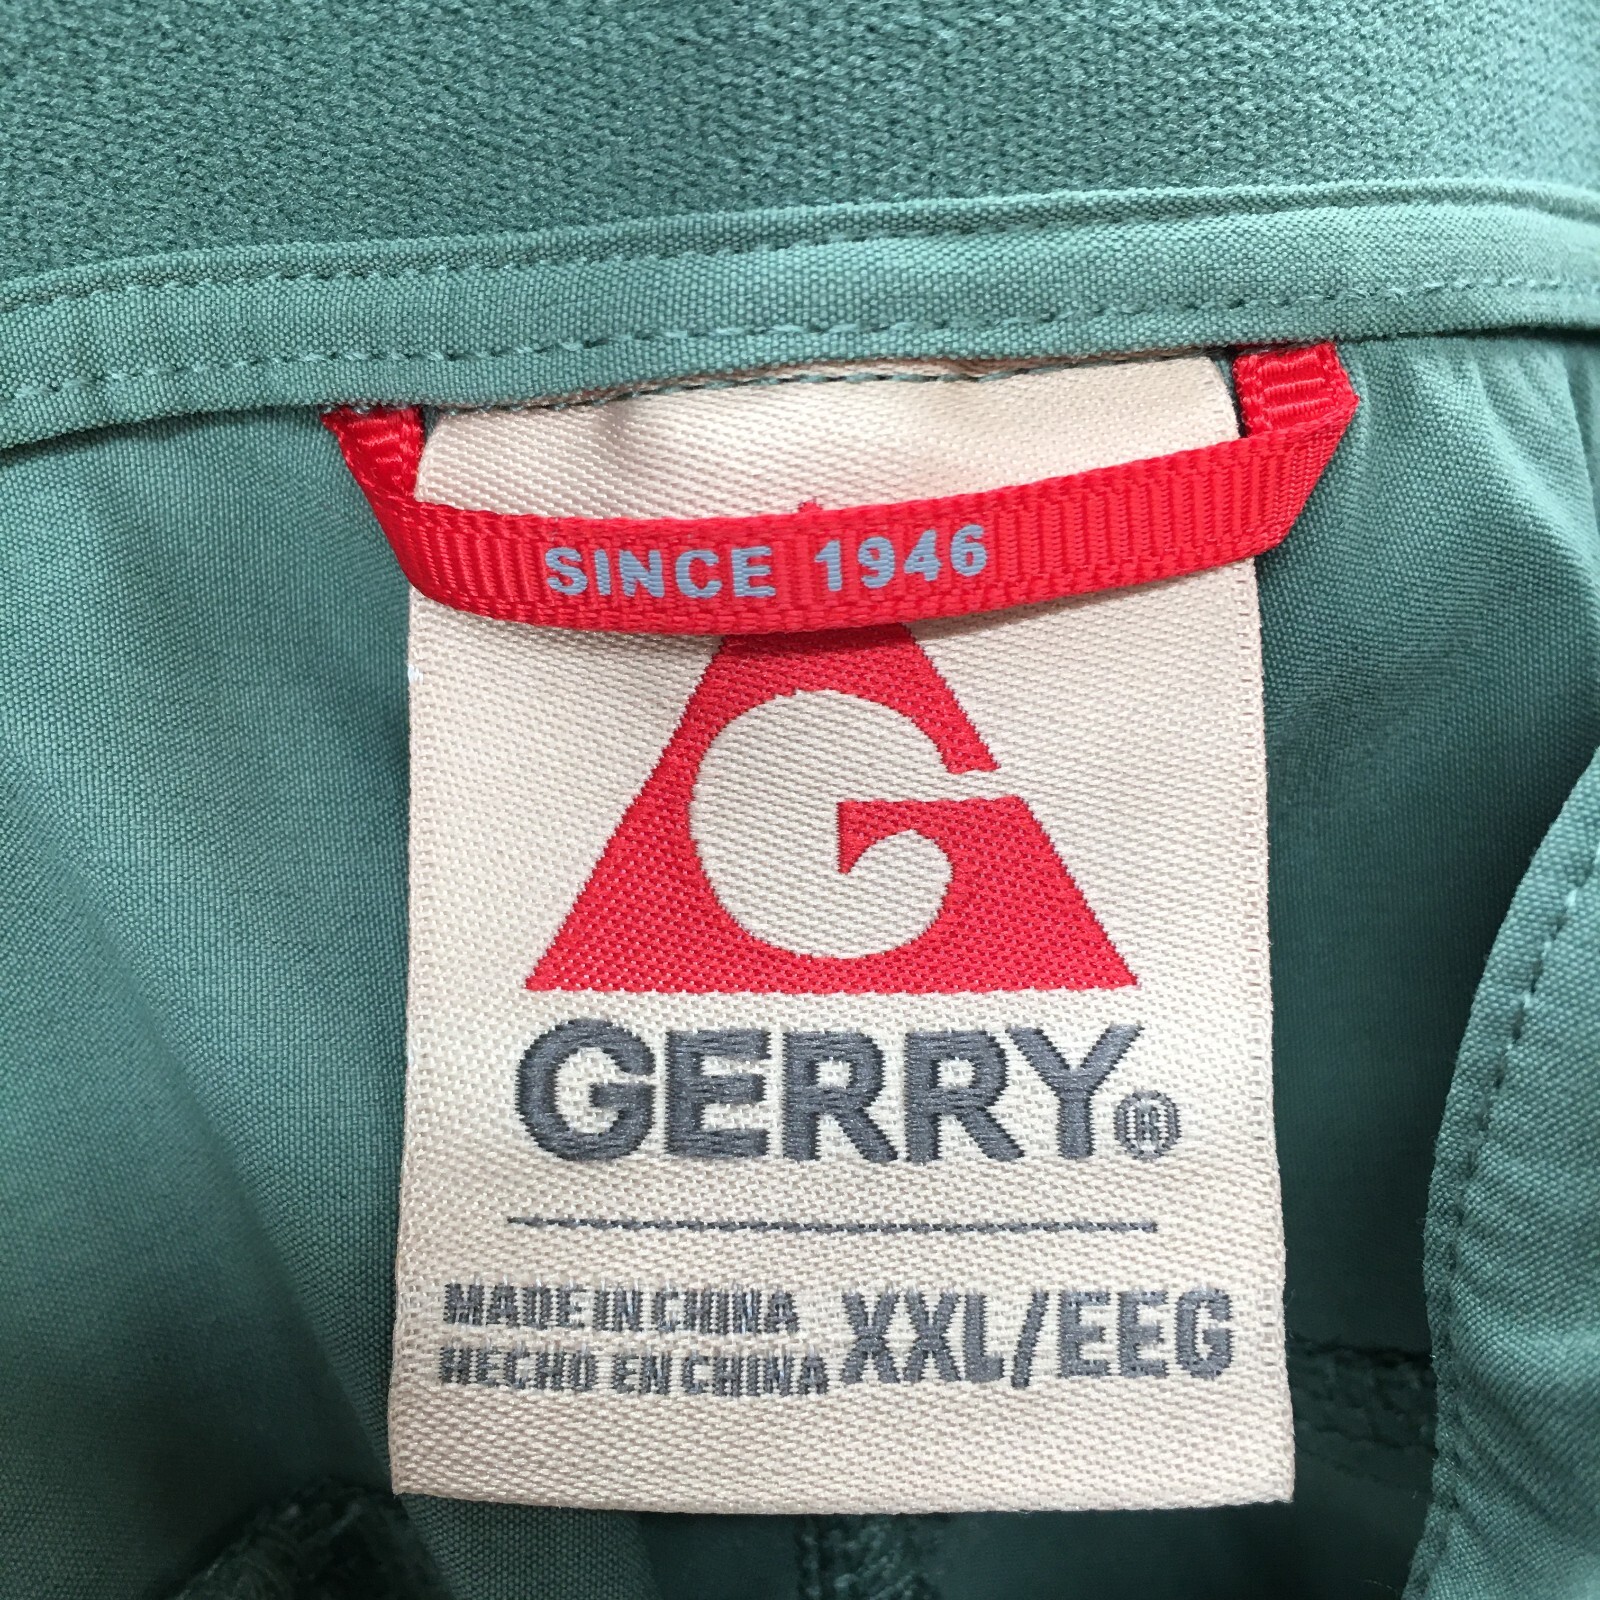 SINCE 1946
G
GERRY®
MADE IN CHINA
HECHO EN CHINA
XXL/EEG